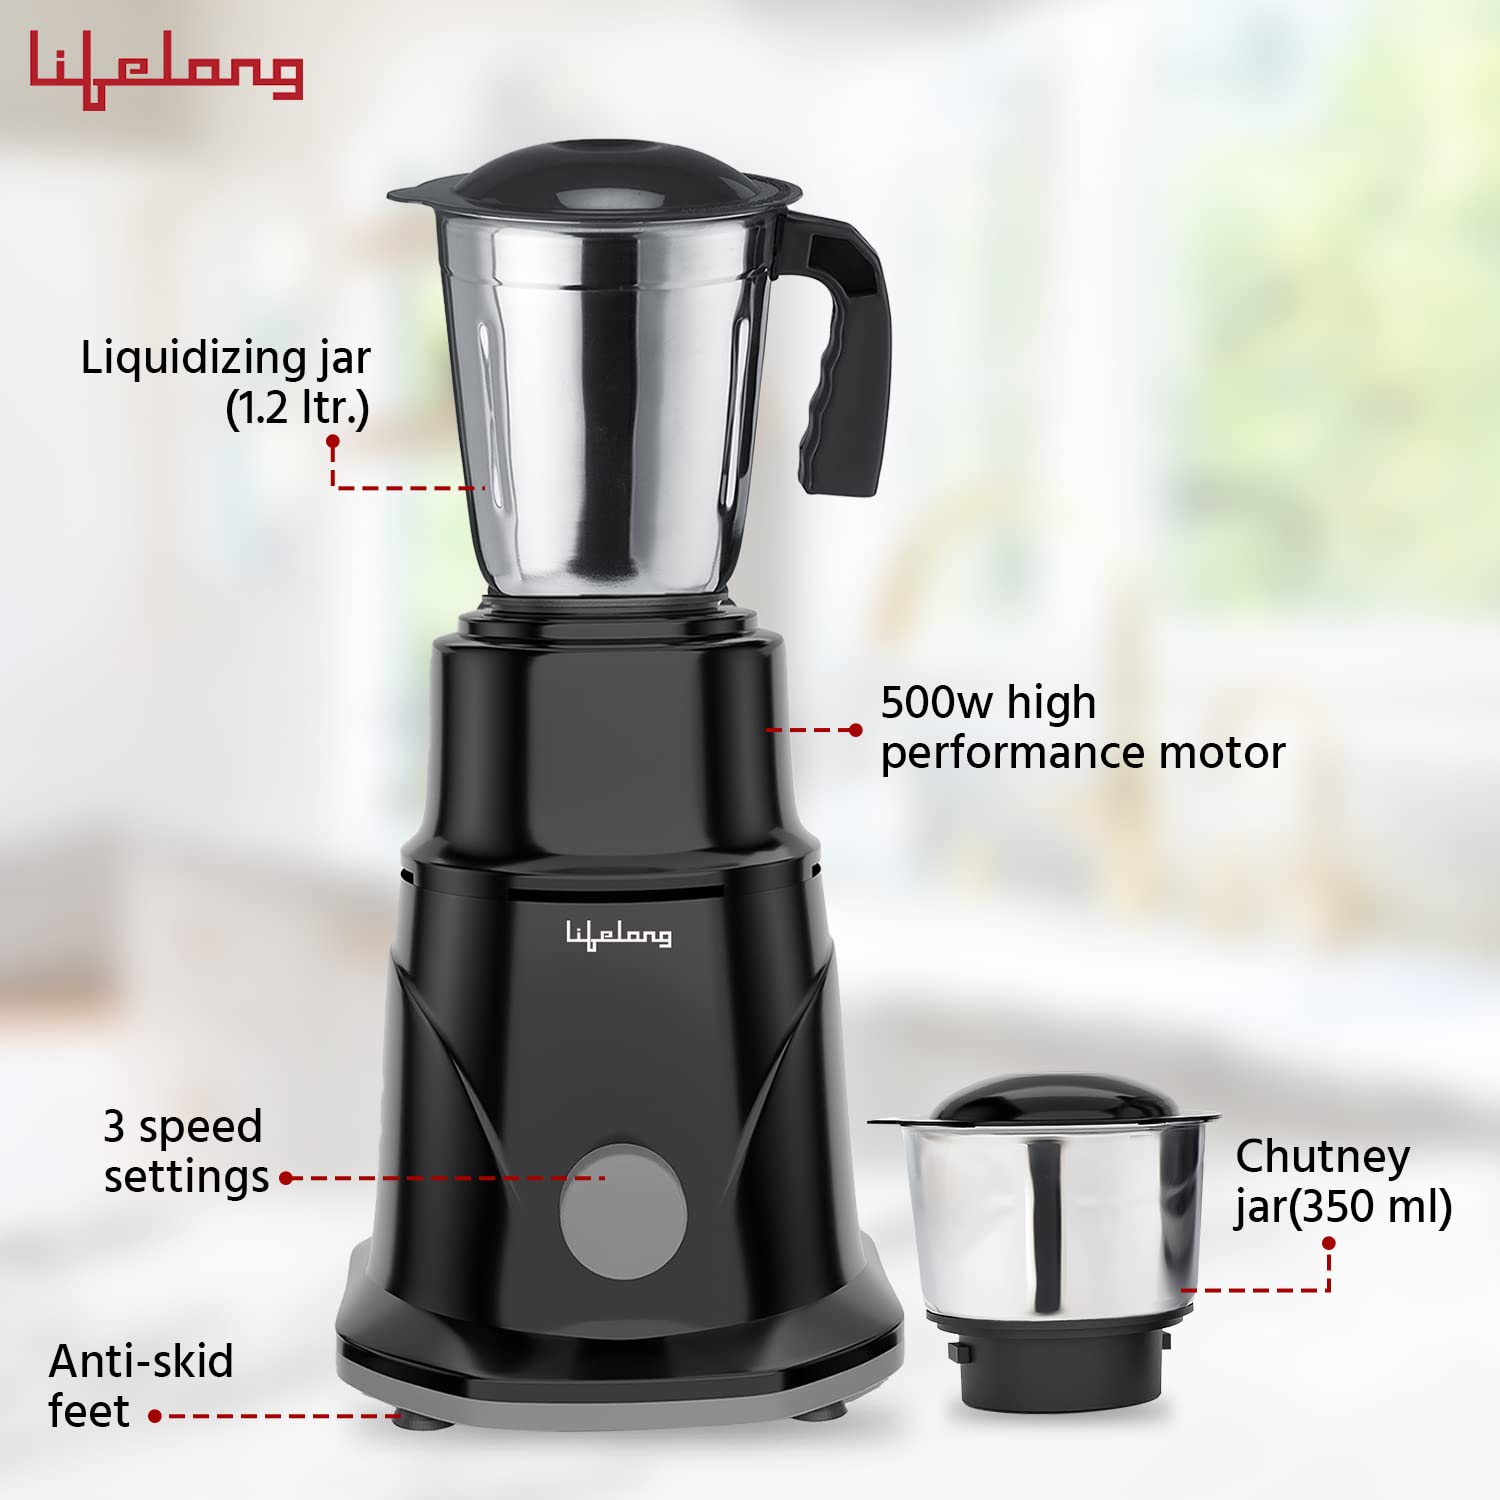 Lifelong
Liquidizing jar
(1.2 ltr.)
500w high
performance motor
Lifelong
3 speed
settings
Chutney
jar(350 ml)
Anti-skid
feet